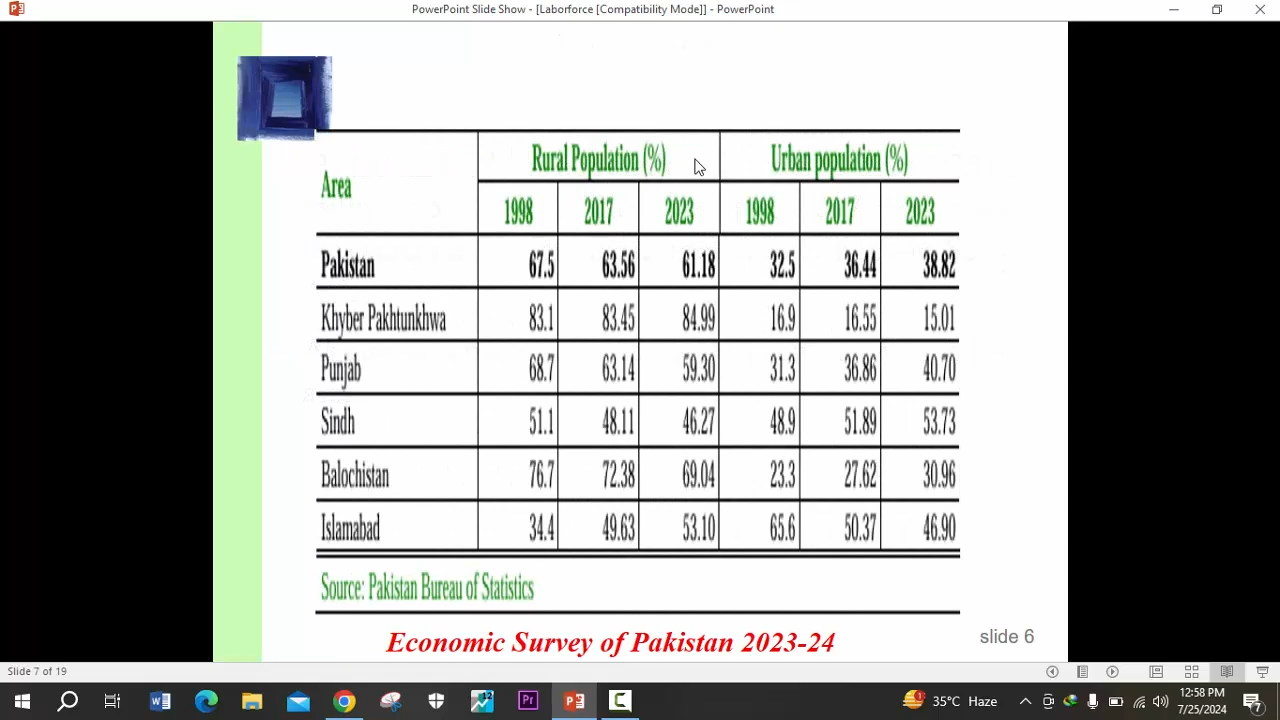 PowerPoint Slide Show - [Laborforce [Compatibility Mode]] - PowerPoint
Area Rural Population (%) Urban population (%)
1998 2017 2023 1998 2017 2023
Pakistan 67.5 63.56 61.18 32.5 36.44 38.82
Khyber Pakhtunkhwa 83.1 83.45 84.99 16.9 16.55 15.01
Punjab 68.7 63.14 59.30 31.3 36.86 40.70
Sindh 51.1 48.11 46.27 48.9 51.89 53.73
Balochistan 76.7 72.38 69.04 23.3 27.62 30.96
Islamabad 34.4 49.63 53.10 65.6 50.37 46.90
Source: Pakistan Bureau of Statistics
Economic Survey of Pakistan 2023-24
slide 6
Slide 7 of 19
35°C Haze
12:58 PM
7/25/2024